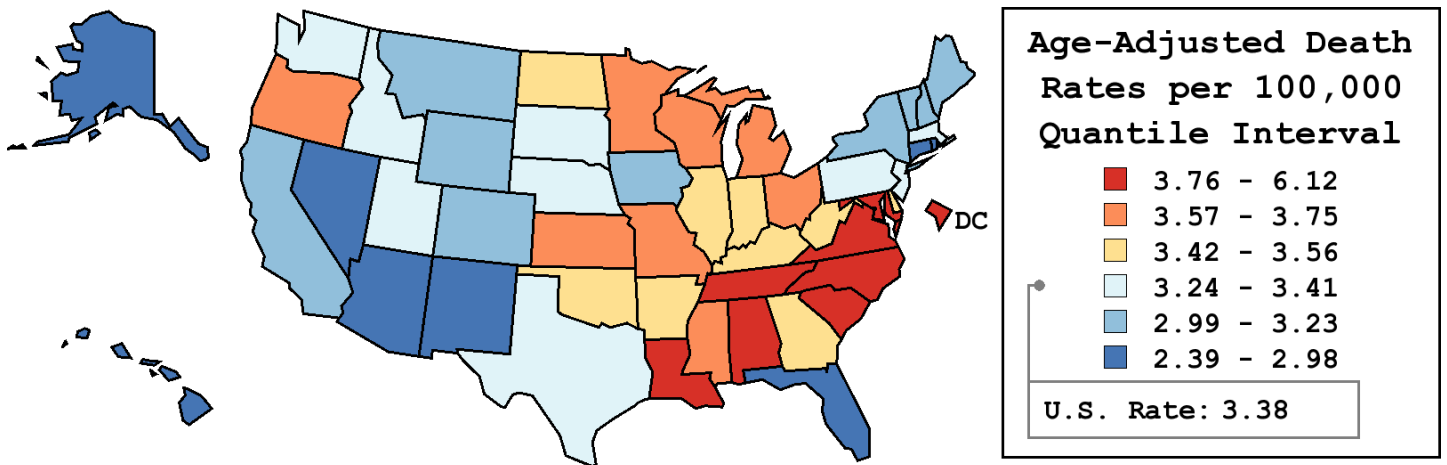 Age-Adjusted Death
Rates per 100,000
Quantile Interval
3.76 - 6.12
3.57 - 3.75
3.42 - 3.56
3.24 - 3.41
2.99 - 3.23
2.39 - 2.98
U.S. Rate: 3.38
DC